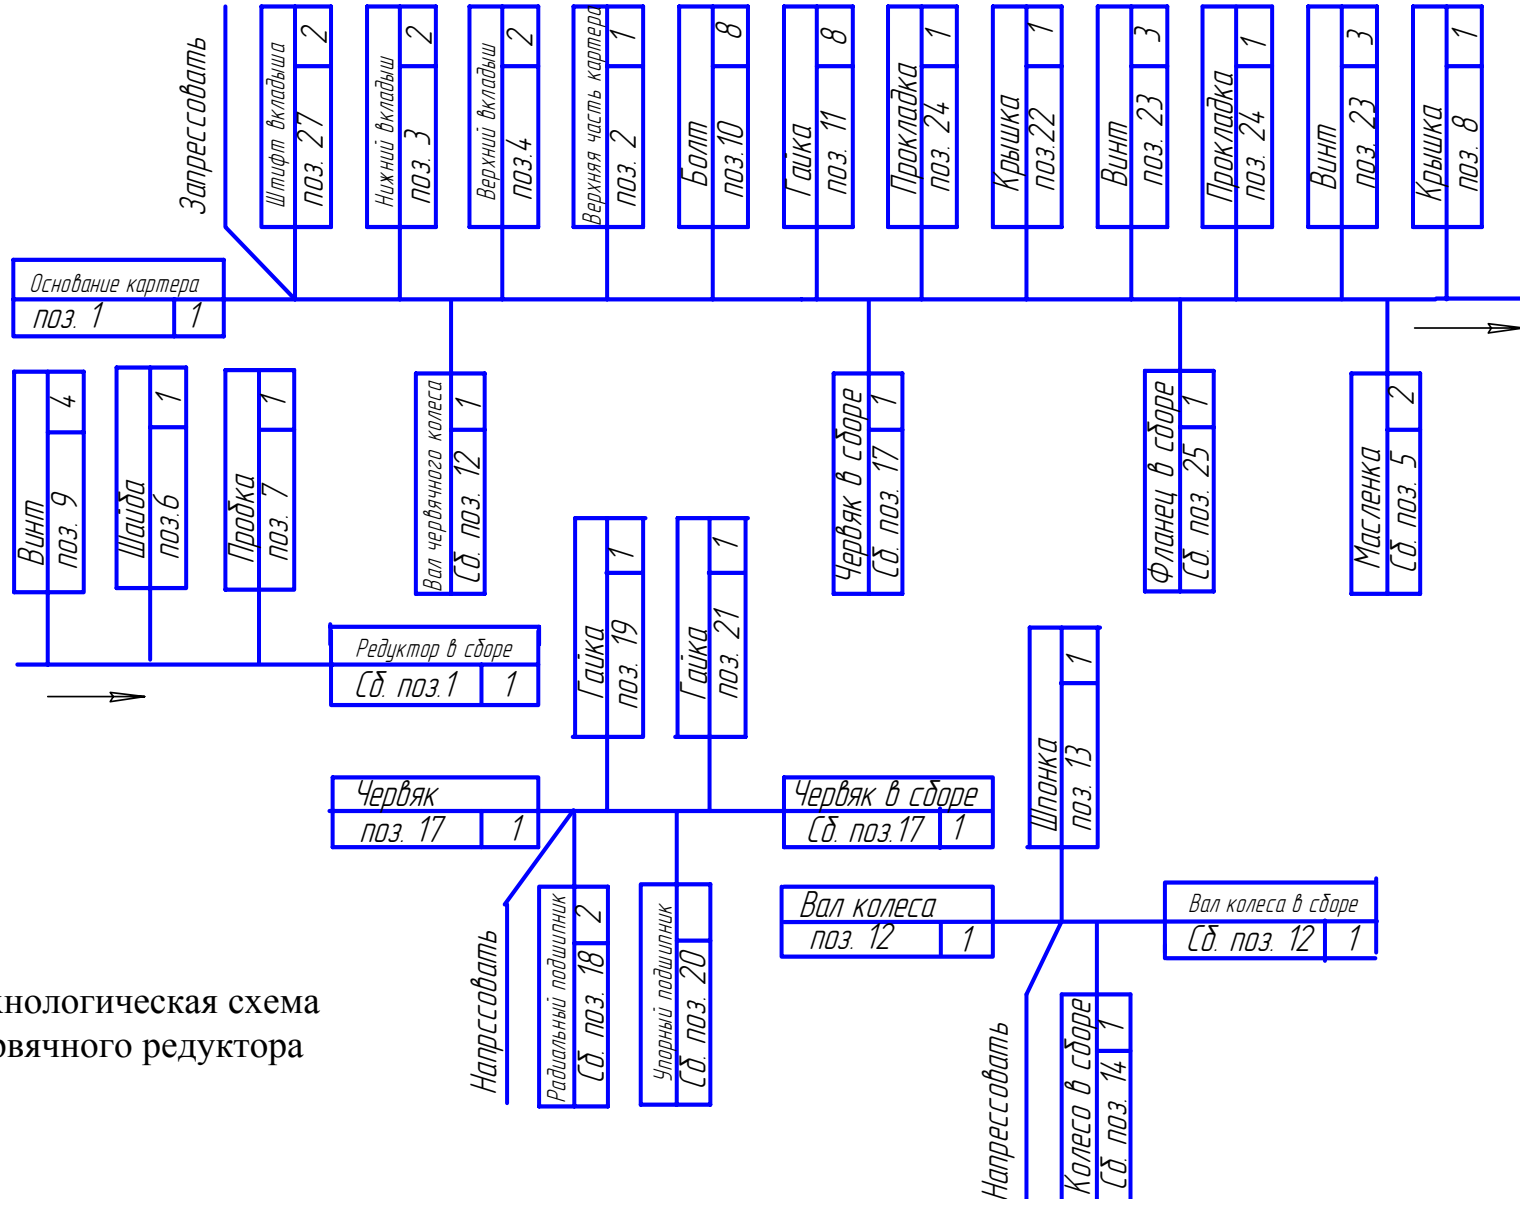 Запрессовать
Штифт вкладыша
поз. 27
2
Нижний вкладыш
поз. 3
2
Верхний вкладыш
поз.4
2
Верхняя часть картера
поз. 2
1
Болт
поз.10
8
Гайка
поз. 11
8
Прокладка
поз. 24
1
Крышка
поз.22
1
Винт
поз. 23
3
Прокладка
поз. 24
1
Винт
поз. 23
3
Крышка
поз. 8
1
Основание картера
поз. 1
1
Винт
поз. 9
4
Шайба
поз.6
1
Пробка
поз. 7
1
Вал червячного колеса
Сб. поз. 12
1
Червяк в сборе
Сб. поз. 17
1
Фланец в сборе
Сб. поз. 25
1
Масленка
Сб. поз. 5
2
Редуктор в сборе
Сб. поз.1
1
Гайка
поз. 19
1
Гайка
поз. 21
1
Червяк
поз. 17
1
Червяк в сборе
Сб. поз.17
1
Напрссовать
Радиальный подшипник
Сб. поз. 18
2
Упорный подшипник
Сб. поз. 20
Шпонка
поз. 13
1
Вал колеса
поз. 12
1
Вал колеса в сборе
Сб. поз. 12
1
Напрессовать
Колесо в сборе
Сб. поз. 14
1
хнологическая схема
рвячного редуктора